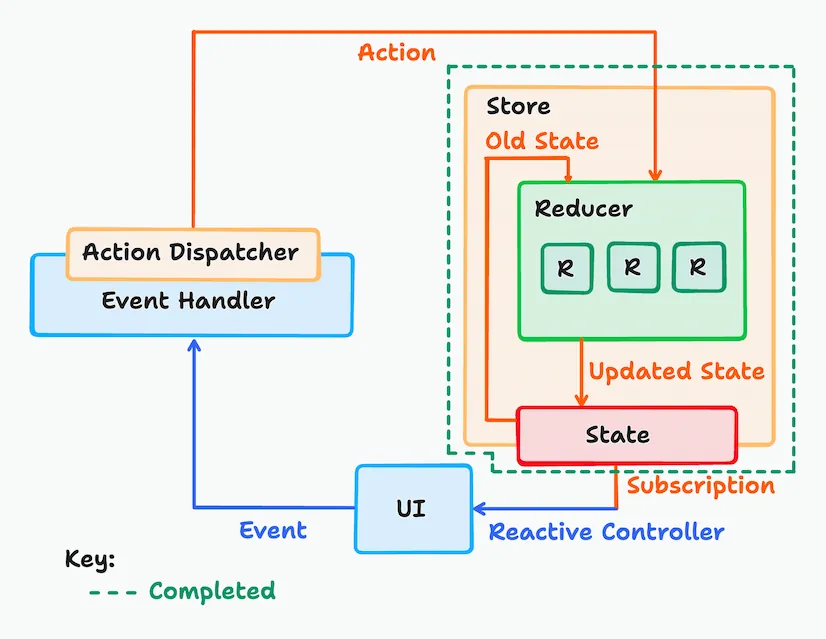 Action
Store
Old State
Reducer
R R R
Action Dispatcher
Event Handler
Updated State
State
Subscription
UI
Reactive Controller
Event
Key:
Completed